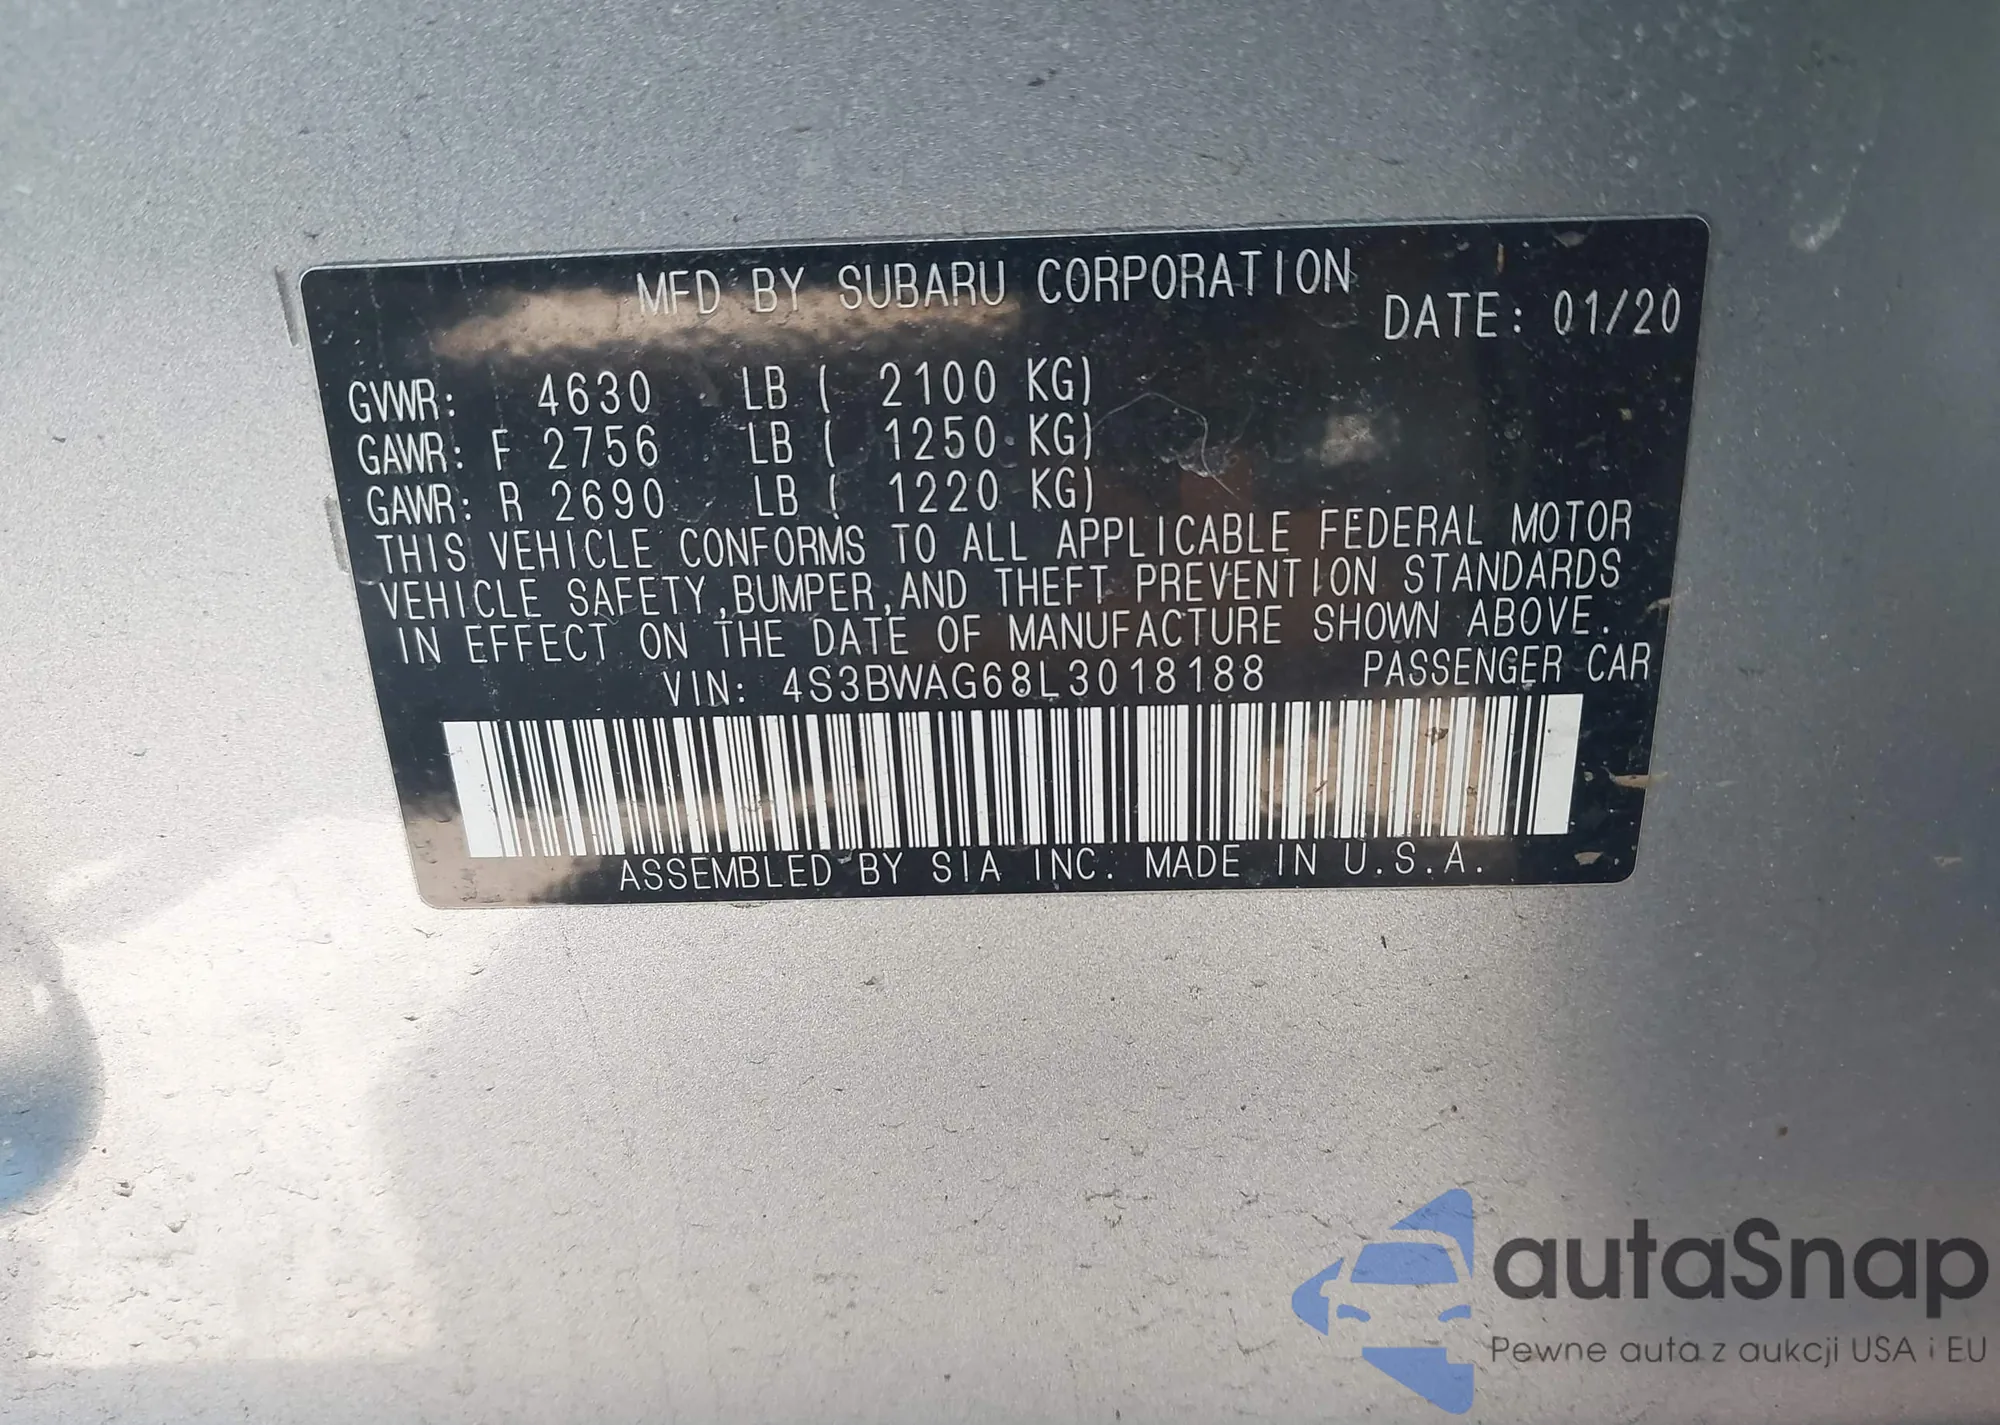 MFD BY SUBARU CORPORATION
DATE: 01/20
GVWR: 4630 LB ( 2100 KG)
GAWR: F 2756 LB ( 1250 KG)
GAWR: R 2690 LB ( 1220 KG)
THIS VEHICLE CONFORMS TO ALL APPLICABLE FEDERAL MOTOR
VEHICLE SAFETY,BUMPER,AND THEFT PREVENTION STANDARDS
IN EFFECT ON THE DATE OF MANUFACTURE SHOWN ABOVE.
VIN: 4S3BWAG68L3018188 PASSENGER CAR
ASSEMBLED BY SIA INC. MADE IN U.S.A.
autaSnap
Pewne auta z aukcji USA i EU